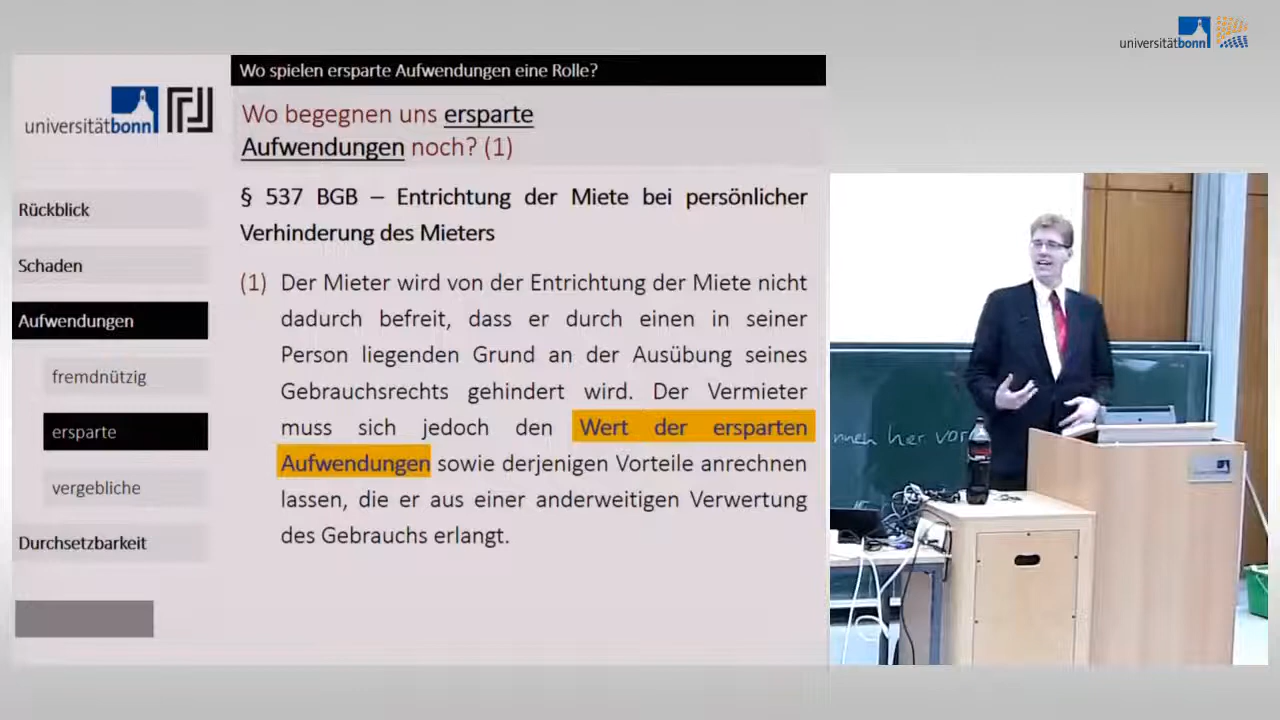 universitätbonn
Wo spielen ersparte Aufwendungen eine Rolle?
universitätbonn
Wo begegnen uns ersparte
Aufwendungen noch? (1)
Rückblick
Schaden
Aufwendungen
fremdnützig
ersparte
vergebliche
Durchsetzbarkeit
§ 537 BGB – Entrichtung der Miete bei persönlicher
Verhinderung des Mieters
(1) Der Mieter wird von der Entrichtung der Miete nicht
dadurch befreit, dass er durch einen in seiner
Person liegenden Grund an der Ausübung seines
Gebrauchsrechts gehindert wird. Der Vermieter
muss sich jedoch den Wert der ersparten
Aufwendungen sowie derjenigen Vorteile anrechnen
lassen, die er aus einer anderweitigen Verwertung
des Gebrauchs erlangt.
her